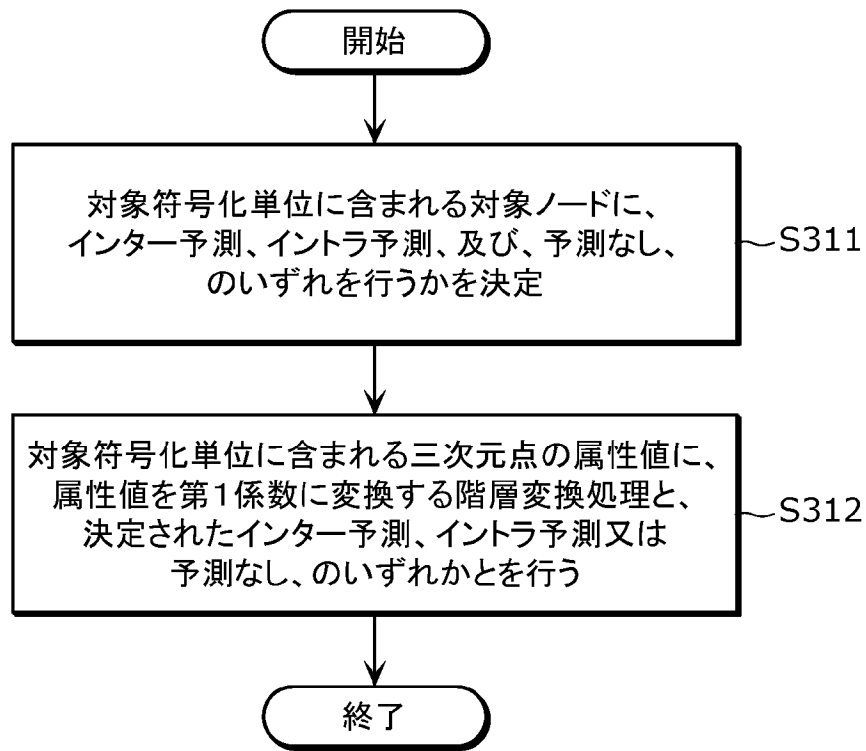 開始
対象符号化単位に含まれる対象ノードに、
インター予測、イントラ予測、及び、予測なし、
のいずれを行うかを決定
S311
対象符号化単位に含まれる三次元点の属性値に、
属性値を第1係数に変換する階層変換処理と、
決定されたインター予測、イントラ予測又は
予測なし、のいずれかとを行う
S312
終了